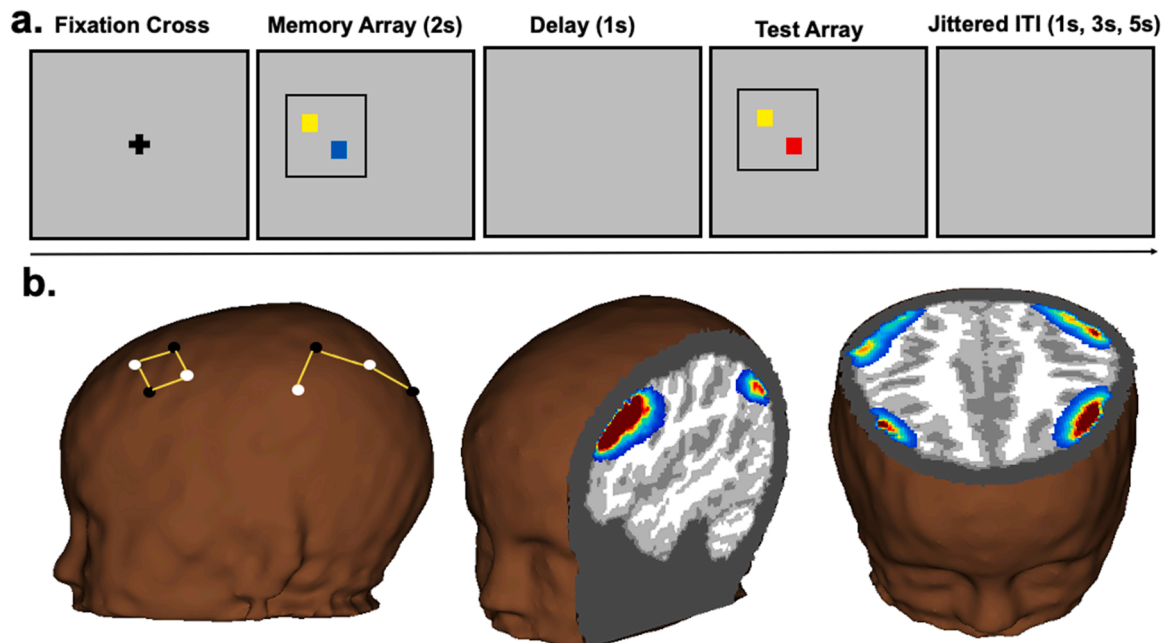 a. Fixation Cross Memory Array (2s) Delay (1s) Test Array Jittered ITI (1s, 3s, 5s)
b.